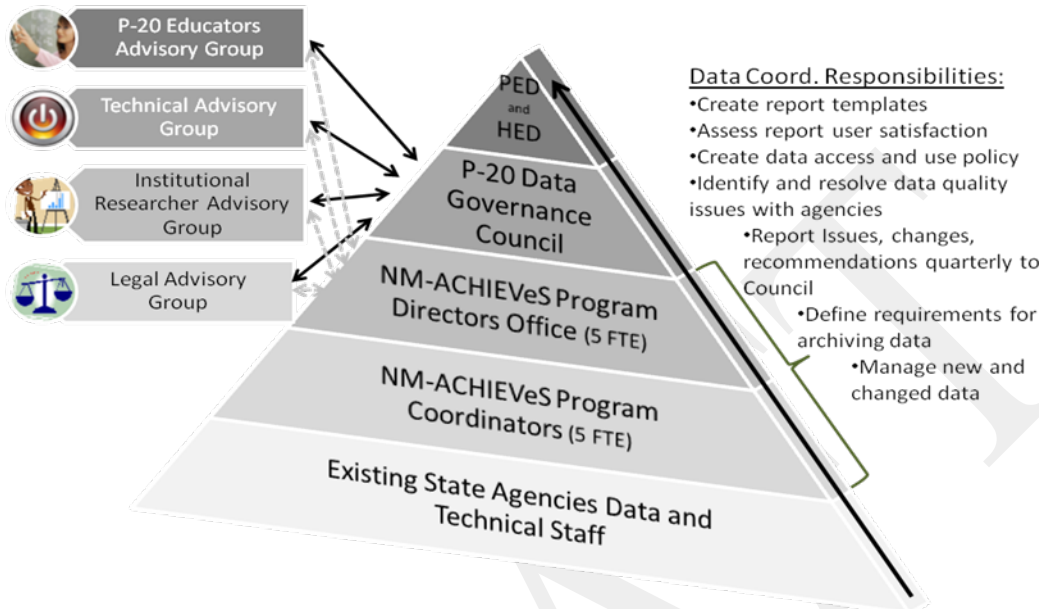 P-20 Educators
Advisory Group
Technical Advisory
Group
Institutional
Researcher Advisory
Group
Legal Advisory
Group
PED
and
HED
P-20 Data
Governance
Council
NM-ACHIEVeS Program
Directors Office (5 FTE)
NM-ACHIEVeS Program
Coordinators (5 FTE)
Existing State Agencies Data and
Technical Staff
Data Coord. Responsibilities:
•Create report templates
•Assess report user satisfaction
•Create data access and use policy
•Identify and resolve data quality
issues with agencies
•Report Issues, changes,
recommendations quarterly to
Council
•Define requirements for
archiving data
•Manage new and
changed data